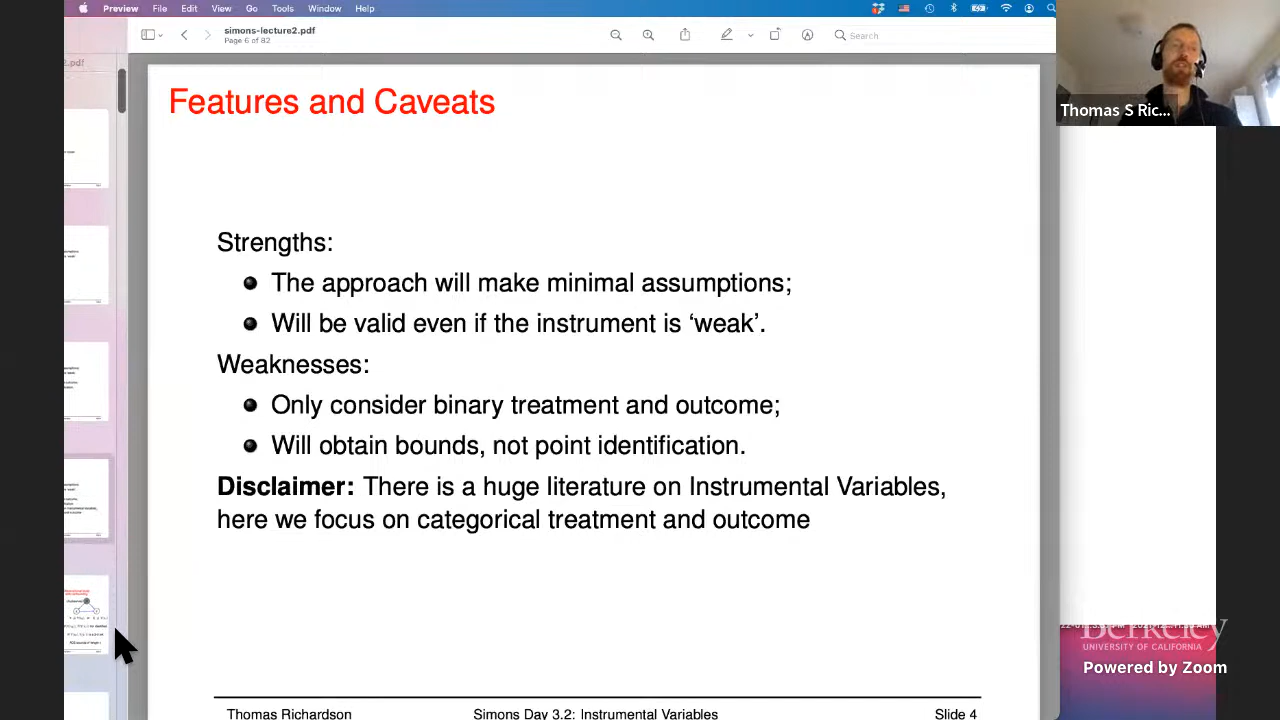 Preview File Edit View Go Tools Window Help
simons-lecture2.pdf
Page 6 of 82
Search
2.pdf
Thomas S Ric...
Features and Caveats
Strengths:
The approach will make minimal assumptions;
Will be valid even if the instrument is ‘weak’.
Weaknesses:
Only consider binary treatment and outcome;
Will obtain bounds, not point identification.
Disclaimer: There is a huge literature on Instrumental Variables,
here we focus on categorical treatment and outcome
Berkeley
UNIVERSITY OF CALIFORNIA
Powered by Zoom
Thomas Richardson Simons Day 3.2: Instrumental Variables Slide 4